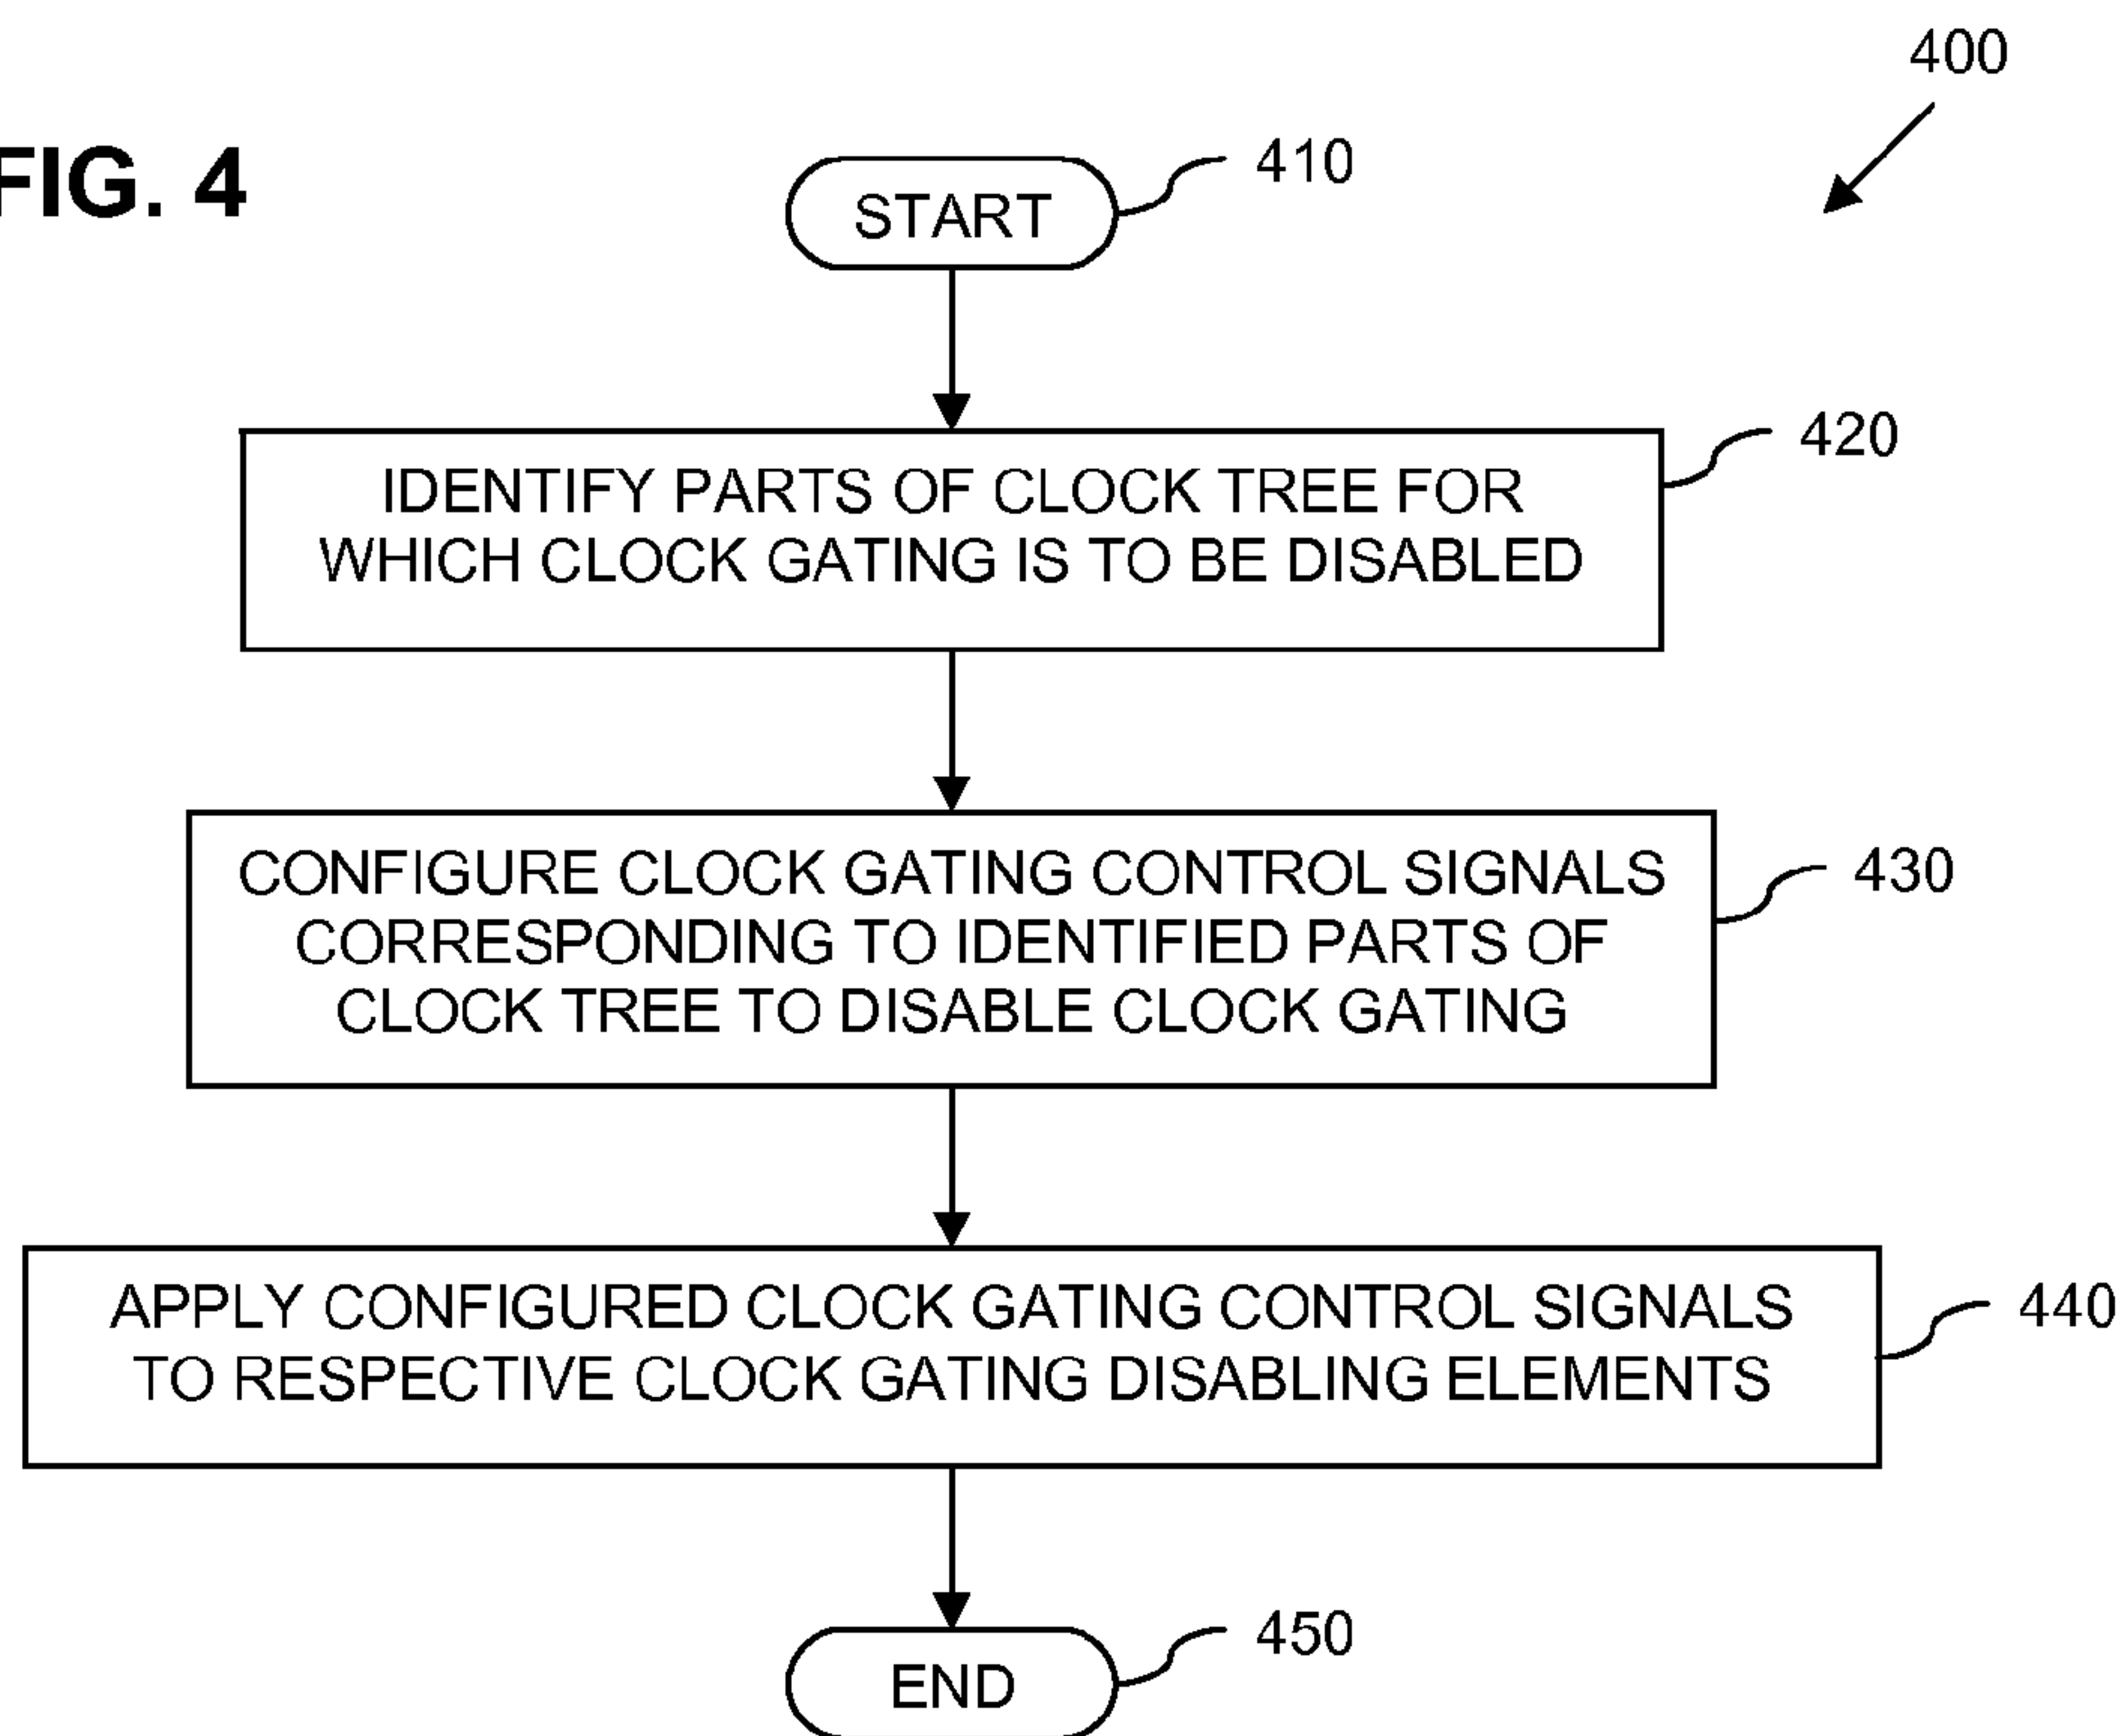 400
FIG. 4
START
410
IDENTIFY PARTS OF CLOCK TREE FOR
WHICH CLOCK GATING IS TO BE DISABLED
420
CONFIGURE CLOCK GATING CONTROL SIGNALS
CORRESPONDING TO IDENTIFIED PARTS OF
CLOCK TREE TO DISABLE CLOCK GATING
430
APPLY CONFIGURED CLOCK GATING CONTROL SIGNALS
TO RESPECTIVE CLOCK GATING DISABLING ELEMENTS
440
END
450